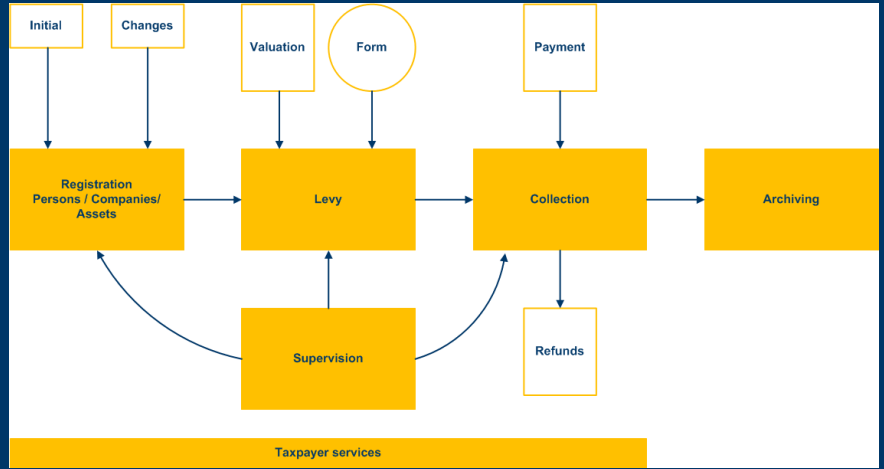 Initial
Changes
Valuation
Form
Payment
Registration
Persons / Companies/
Assets
Levy
Collection
Archiving
Supervision
Refunds
Taxpayer services